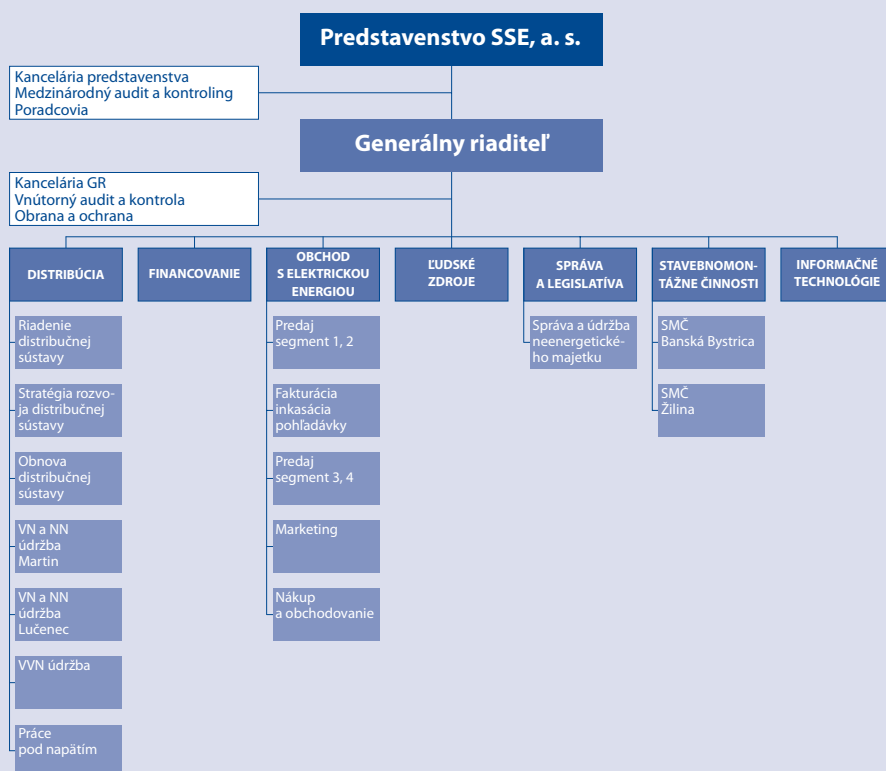 Predstavenstvo SSE, a. s.
Kancelária predstavenstva
Medzinárodný audit a kontroling
Poradcovia
Generálny riaditeľ
Kancelária GR
Vnútorný audit a kontrola
Obrana a ochrana
DISTRIBÚCIA
FINANCOVANIE
OBCHOD
S ELEKTRICKOU
ENERGIOU
ĽUDSKÉ
ZDROJE
SPRÁVA
A LEGISLATÍVA
STAVEBNOMON-
TÁŽNE ČINNOSTI
INFORMAČNÉ
TECHNOLÓGIE
Riadenie
distribučnej
sústavy
Stratégia rozvo-
ja distribučnej
sústavy
Obnova
distribučnej
sústavy
VN a NN
údržba
Martin
VN a NN
údržba
Lučenec
VVN údržba
Práce
pod napätím
Predaj
segment 1, 2
Fakturácia
inkasácia
pohľadávky
Predaj
segment 3, 4
Marketing
Nákup
a obchodovanie
Správa a údržba
neenergetické-
ho majetku
SMČ
Banská Bystrica
SMČ
Žilina